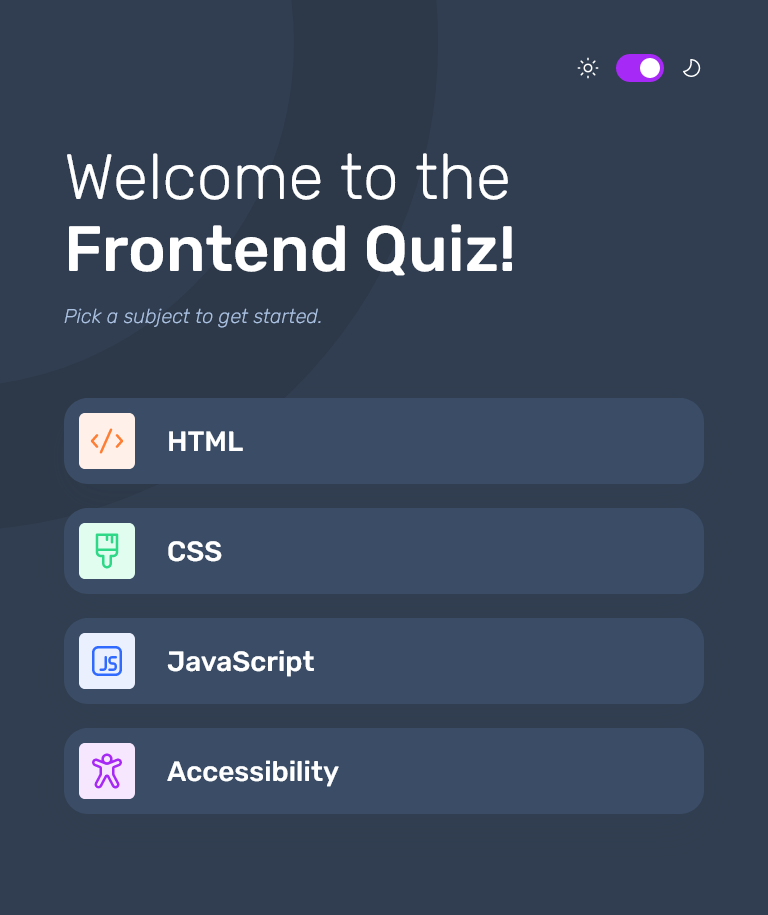 Welcome to the
Frontend Quiz!
Pick a subject to get started.
</> HTML
CSS
JS JavaScript
Accessibility